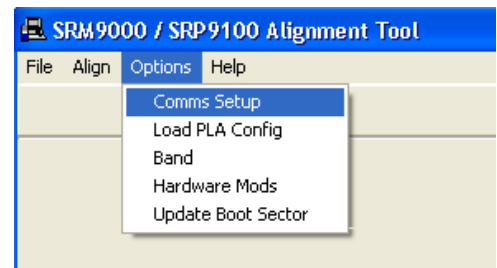 SRM9000 / SRP9100 Alignment Tool
File Align Options Help
Comms Setup
Load PLA Config
Band
Hardware Mods
Update Boot Sector